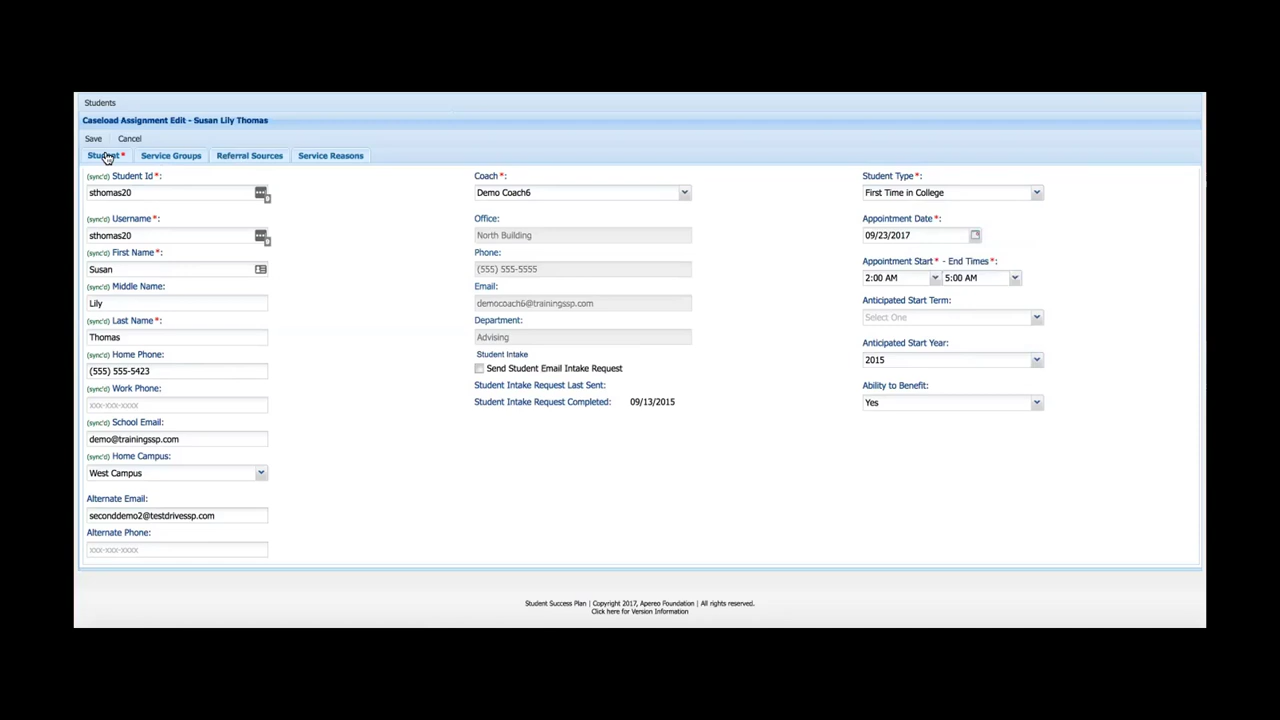 Students
Caseload Assignment Edit - Susan Lily Thomas
Save Cancel
Student * Service Groups Referral Sources Service Reasons
(sync'd) Student Id *:
sthomas20
(sync'd) Username *:
sthomas20
(sync'd) First Name *:
Susan
(sync'd) Middle Name:
Lily
(sync'd) Last Name *:
Thomas
(sync'd) Home Phone:
(555) 555-5423
(sync'd) Work Phone:
xxx-xxx-xxxx
(sync'd) School Email:
demo@trainingssp.com
(sync'd) Home Campus:
West Campus
Alternate Email:
seconddemo2@testdrivessp.com
Alternate Phone:
xxx-xxx-xxxx
Coach *:
Demo Coach6
Office:
North Building
Phone:
(555) 555-5555
Email:
democoach6@trainingssp.com
Department:
Advising
Student Intake
Send Student Email Intake Request
Student Intake Request Last Sent:
Student Intake Request Completed: 09/13/2015
Student Type *:
First Time in College
Appointment Date *:
09/23/2017
Appointment Start * - End Times *:
2:00 AM 5:00 AM
Anticipated Start Term:
Select One
Anticipated Start Year:
2015
Ability to Benefit:
Yes
Student Success Plan | Copyright 2017, Apereo Foundation | All rights reserved.
Click here for Version Information